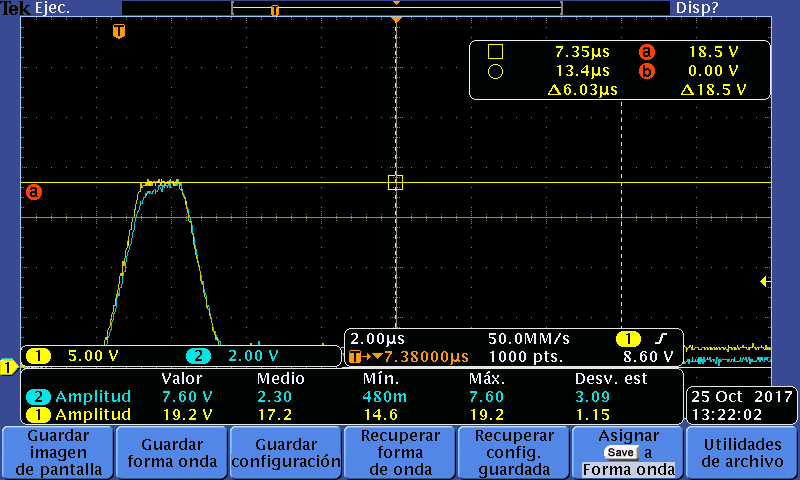 Tek Ejec. T Disp?
T
7.35µs a 18.5 V
13.4µs b 0.00 V
Δ6.03µs Δ18.5 V
a
1 5.00 V 2 2.00 V
2.00µs 50.0MM/s 1
T→▼7.38000µs 1000 pts. 8.60 V
1
Valor Medio Mín. Máx. Desv. est
2 Amplitud 7.60 V 2.30 480m 7.60 3.09
1 Amplitud 19.2 V 17.2 14.6 19.2 1.15
25 Oct 2017
13:22:02
Guardar imagen de pantalla
Guardar forma onda
Guardar configuración
Recuperar forma de onda
Recuperar config. guardada
Asignar Save a Forma onda
Utilidades de archivo